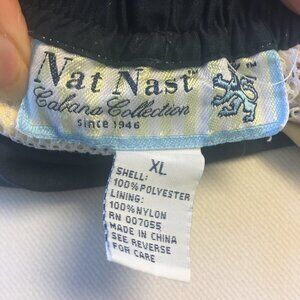 Nat Nast
Cabana Collection
since 1946
XL
SHELL:
100% POLYESTER
LINING:
100% NYLON
RN 007055
MADE IN CHINA
SEE REVERSE
FOR CARE